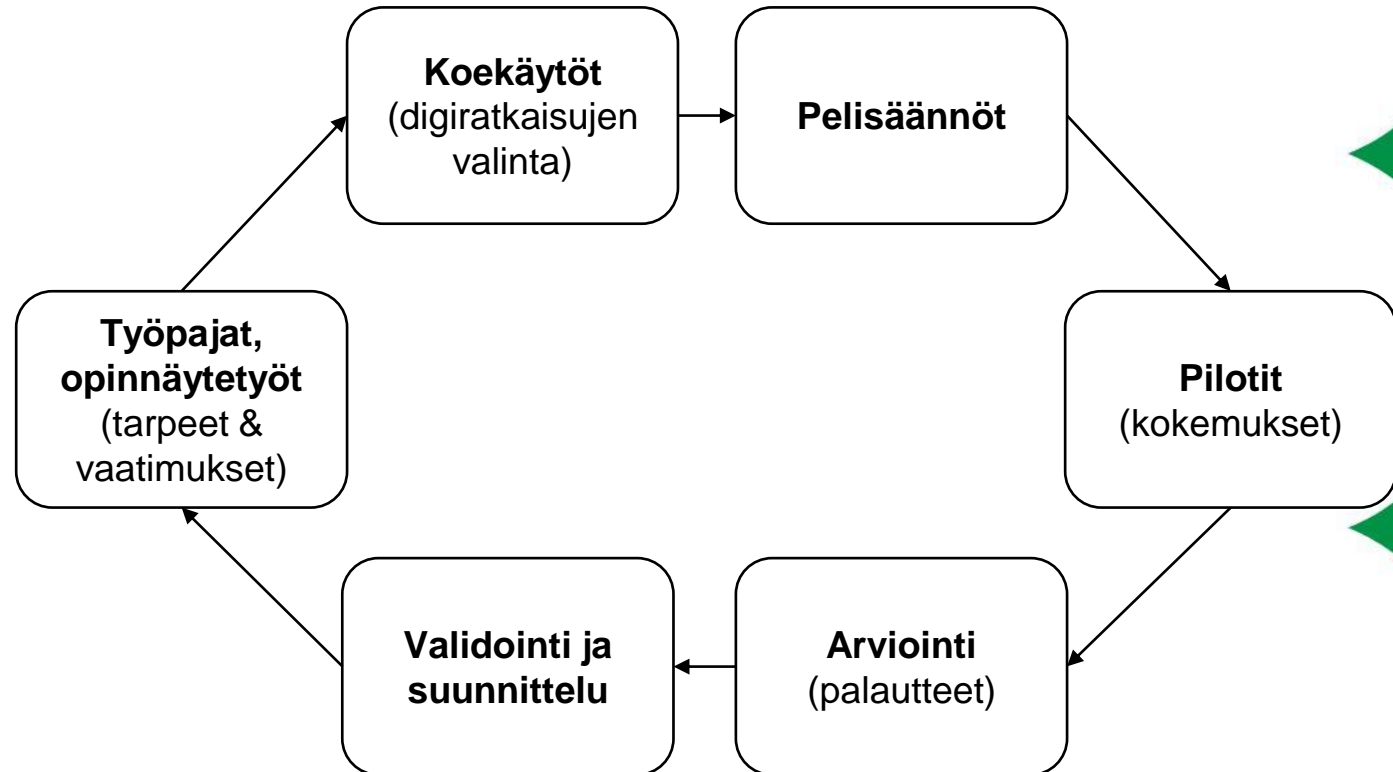 Koekäytöt
(digiratkaisujen
valinta)
Pelisäännöt
Työpajat,
opinnäytetyöt
(tarpeet &
vaatimukset)
Pilotit
(kokemukset)
Validointi ja
suunnittelu
Arviointi
(palautteet)